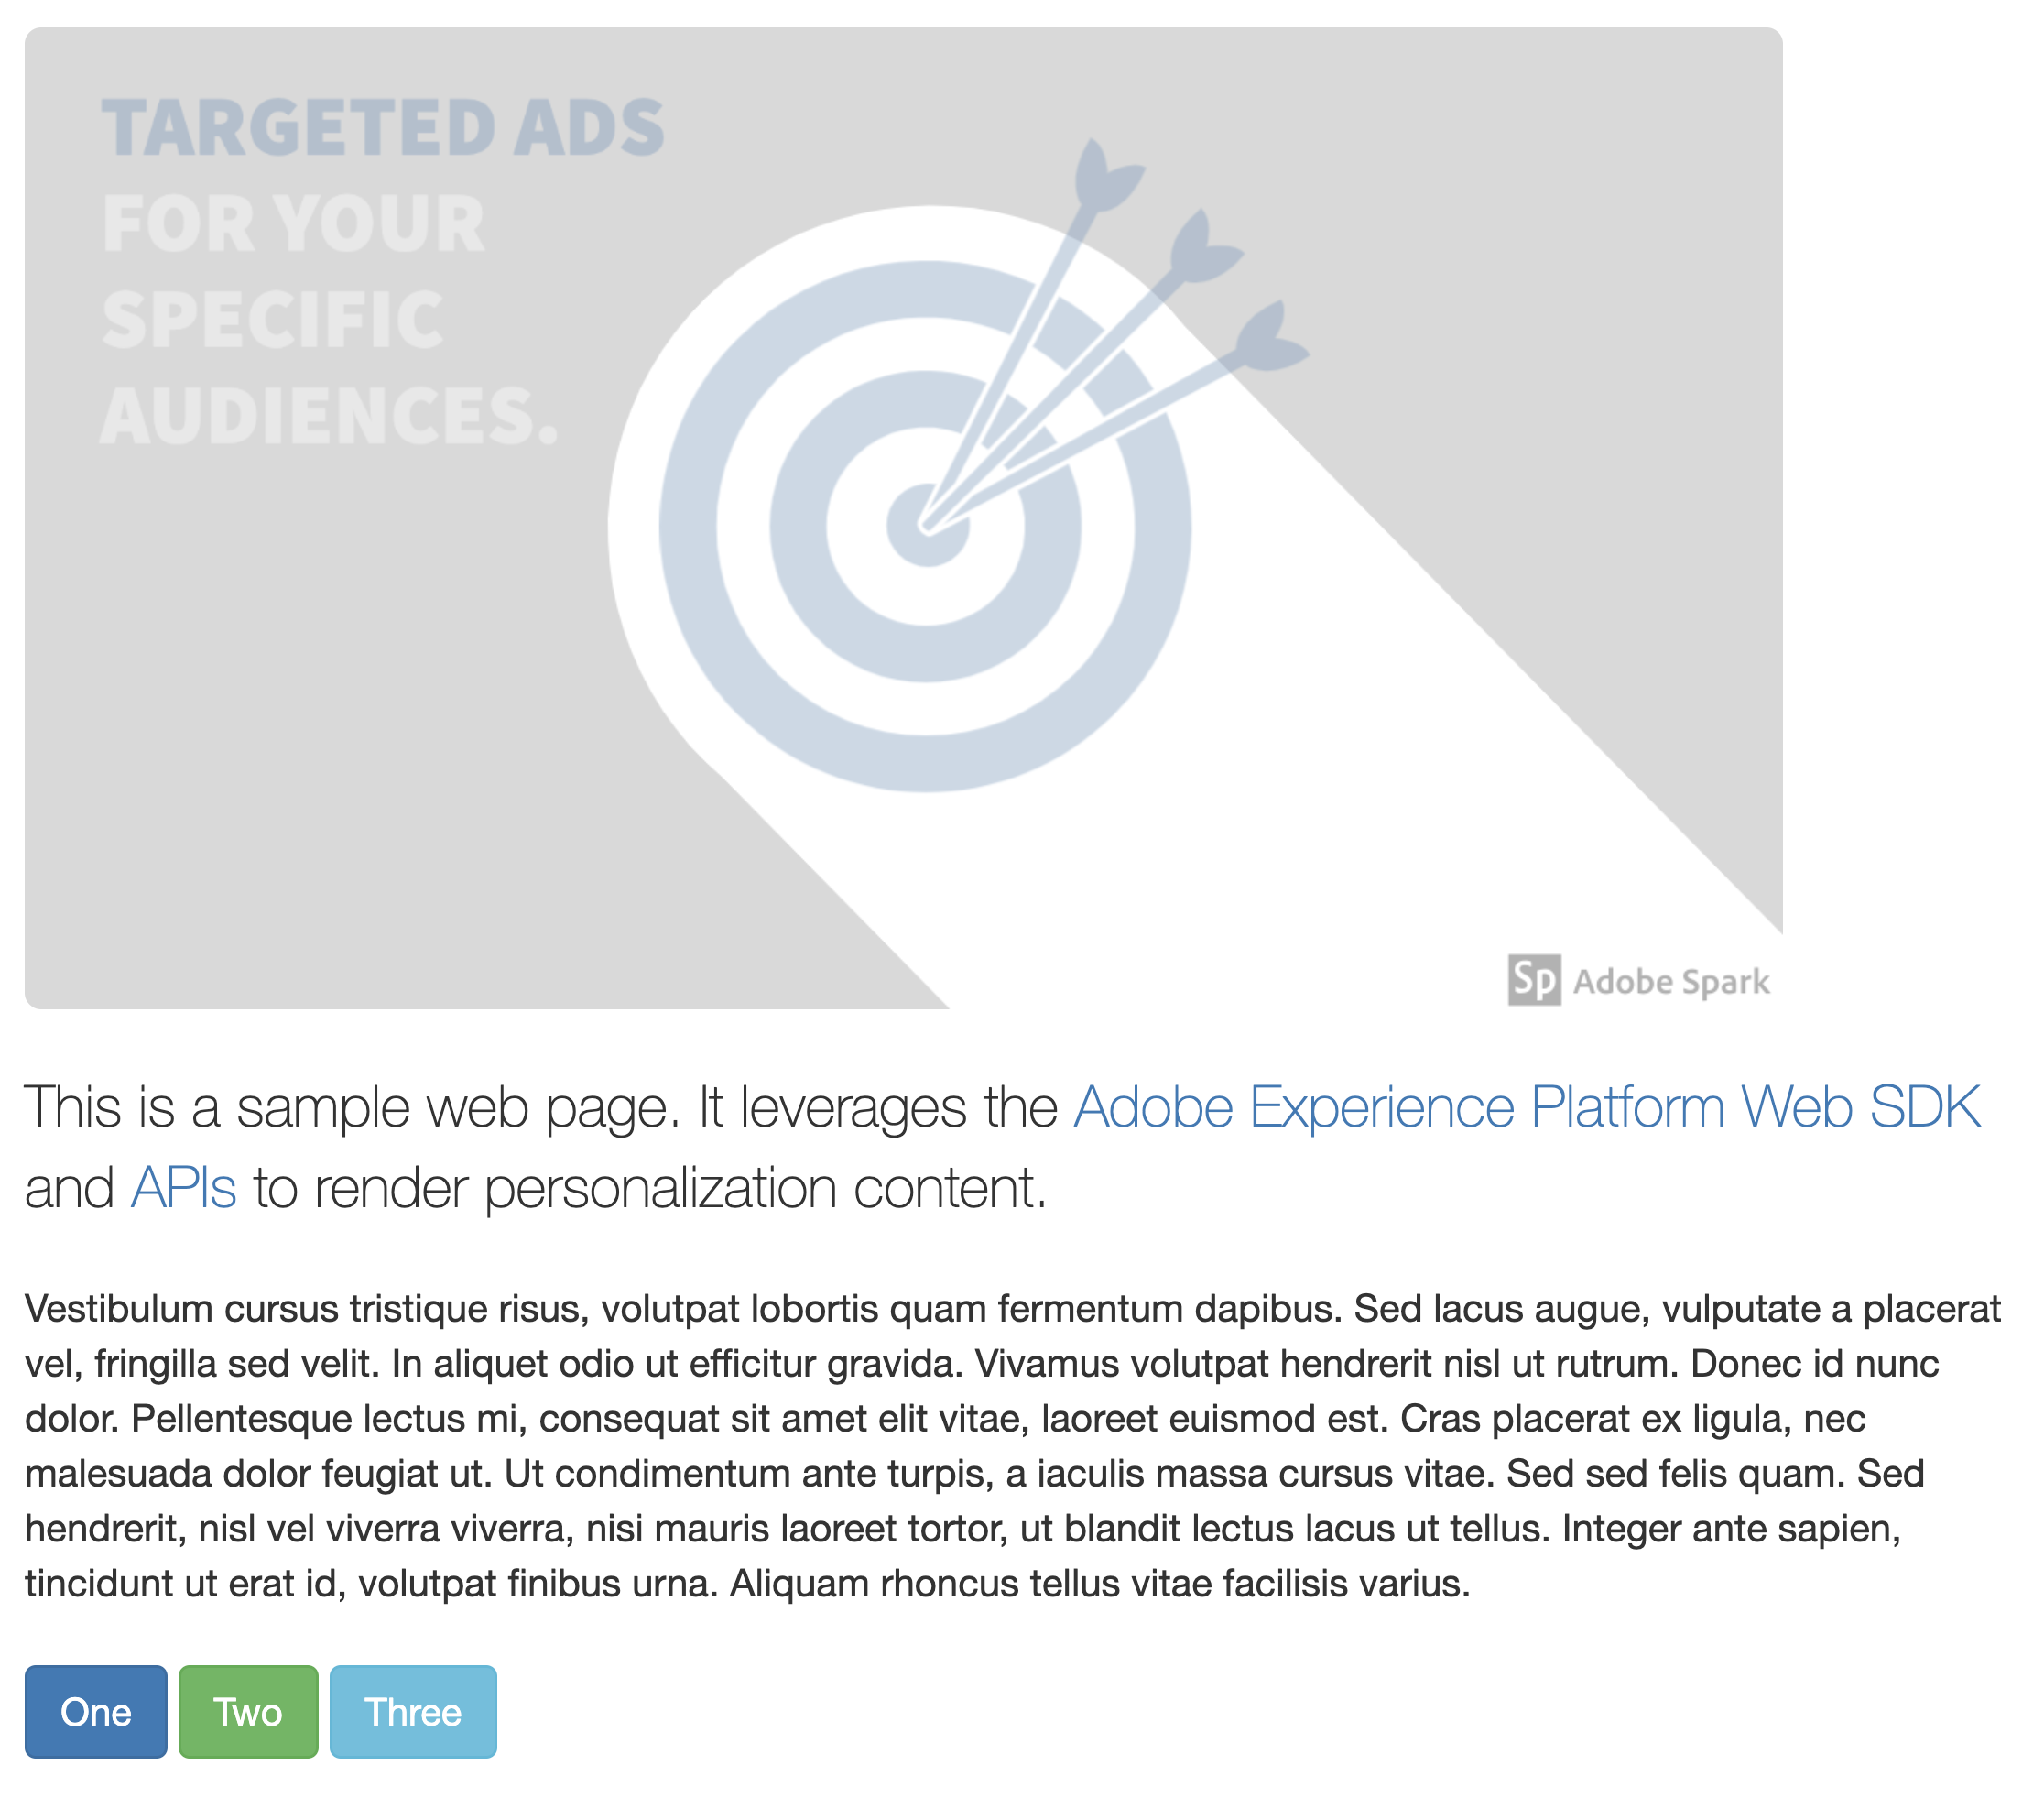 TARGETED ADS
FOR YOUR
SPECIFIC
AUDIENCES.
Sp Adobe Spark
This is a sample web page. It leverages the Adobe Experience Platform Web SDK
and APIs to render personalization content.
Vestibulum cursus tristique risus, volutpat lobortis quam fermentum dapibus. Sed lacus augue, vulputate a placerat
vel, fringilla sed velit. In aliquet odio ut efficitur gravida. Vivamus volutpat hendrerit nisl ut rutrum. Donec id nunc
dolor. Pellentesque lectus mi, consequat sit amet elit vitae, laoreet euismod est. Cras placerat ex ligula, nec
malesuada dolor feugiat ut. Ut condimentum ante turpis, a iaculis massa cursus vitae. Sed sed felis quam. Sed
hendrerit, nisl vel viverra viverra, nisi mauris laoreet tortor, ut blandit lectus lacus ut tellus. Integer ante sapien,
tincidunt ut erat id, volutpat finibus urna. Aliquam rhoncus tellus vitae facilisis varius.
One Two Three